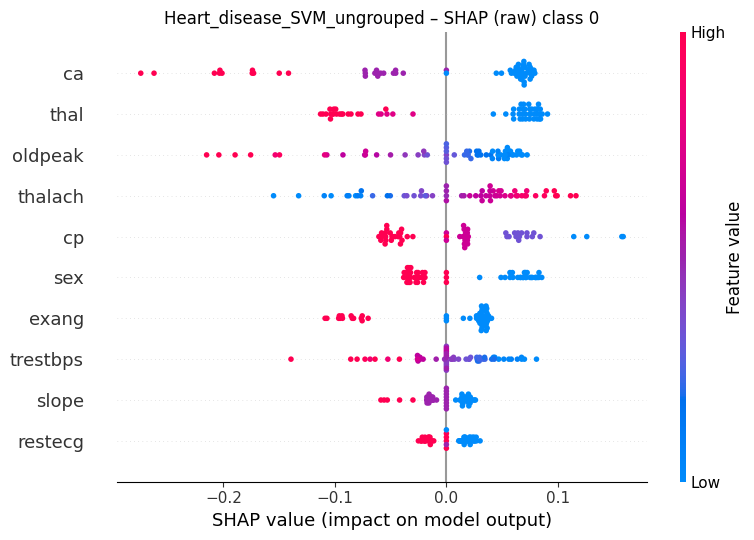 Heart_disease_SVM_ungrouped – SHAP (raw) class 0
High
ca
thal
oldpeak
thalach
cp
sex
exang
trestbps
slope
restecg
Feature value
Low
−0.2 −0.1 0.0 0.1
SHAP value (impact on model output)